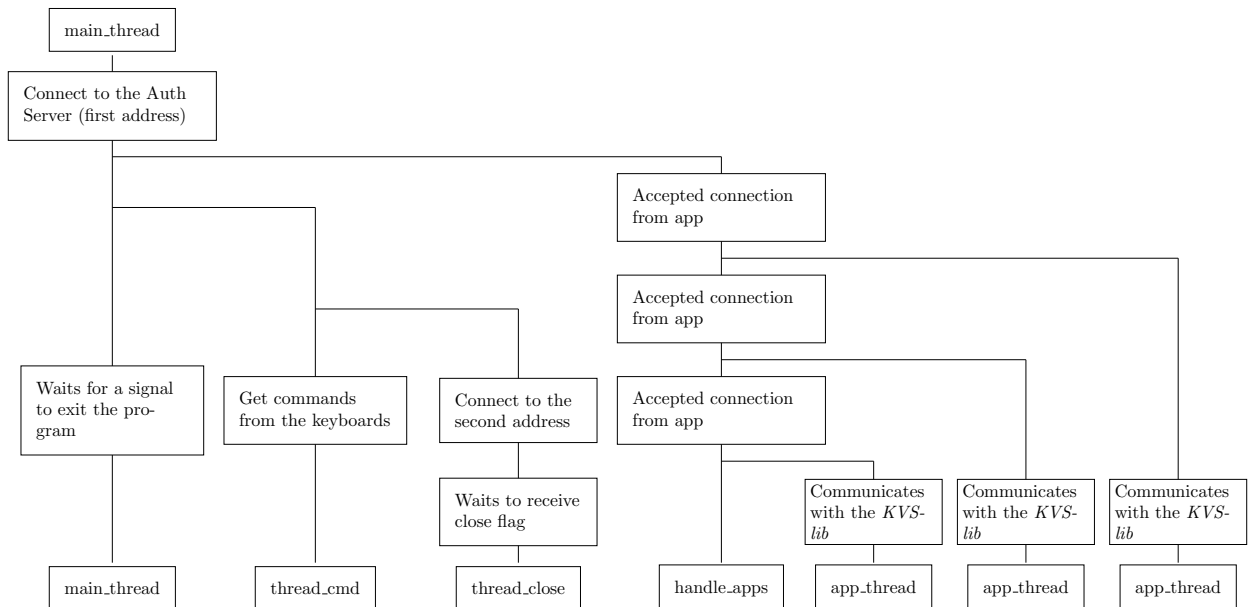 main_thread
Connect to the Auth
Server (first address)
Accepted connection
from app
Accepted connection
from app
Waits for a signal
to exit the pro-
gram
Get commands
from the keyboards
Connect to the
second address
Accepted connection
from app
Waits to receive
close flag
Communicates
with the KVS-
lib
Communicates
with the KVS-
lib
Communicates
with the KVS-
lib
main_thread
thread_cmd
thread_close
handle_apps
app_thread
app_thread
app_thread